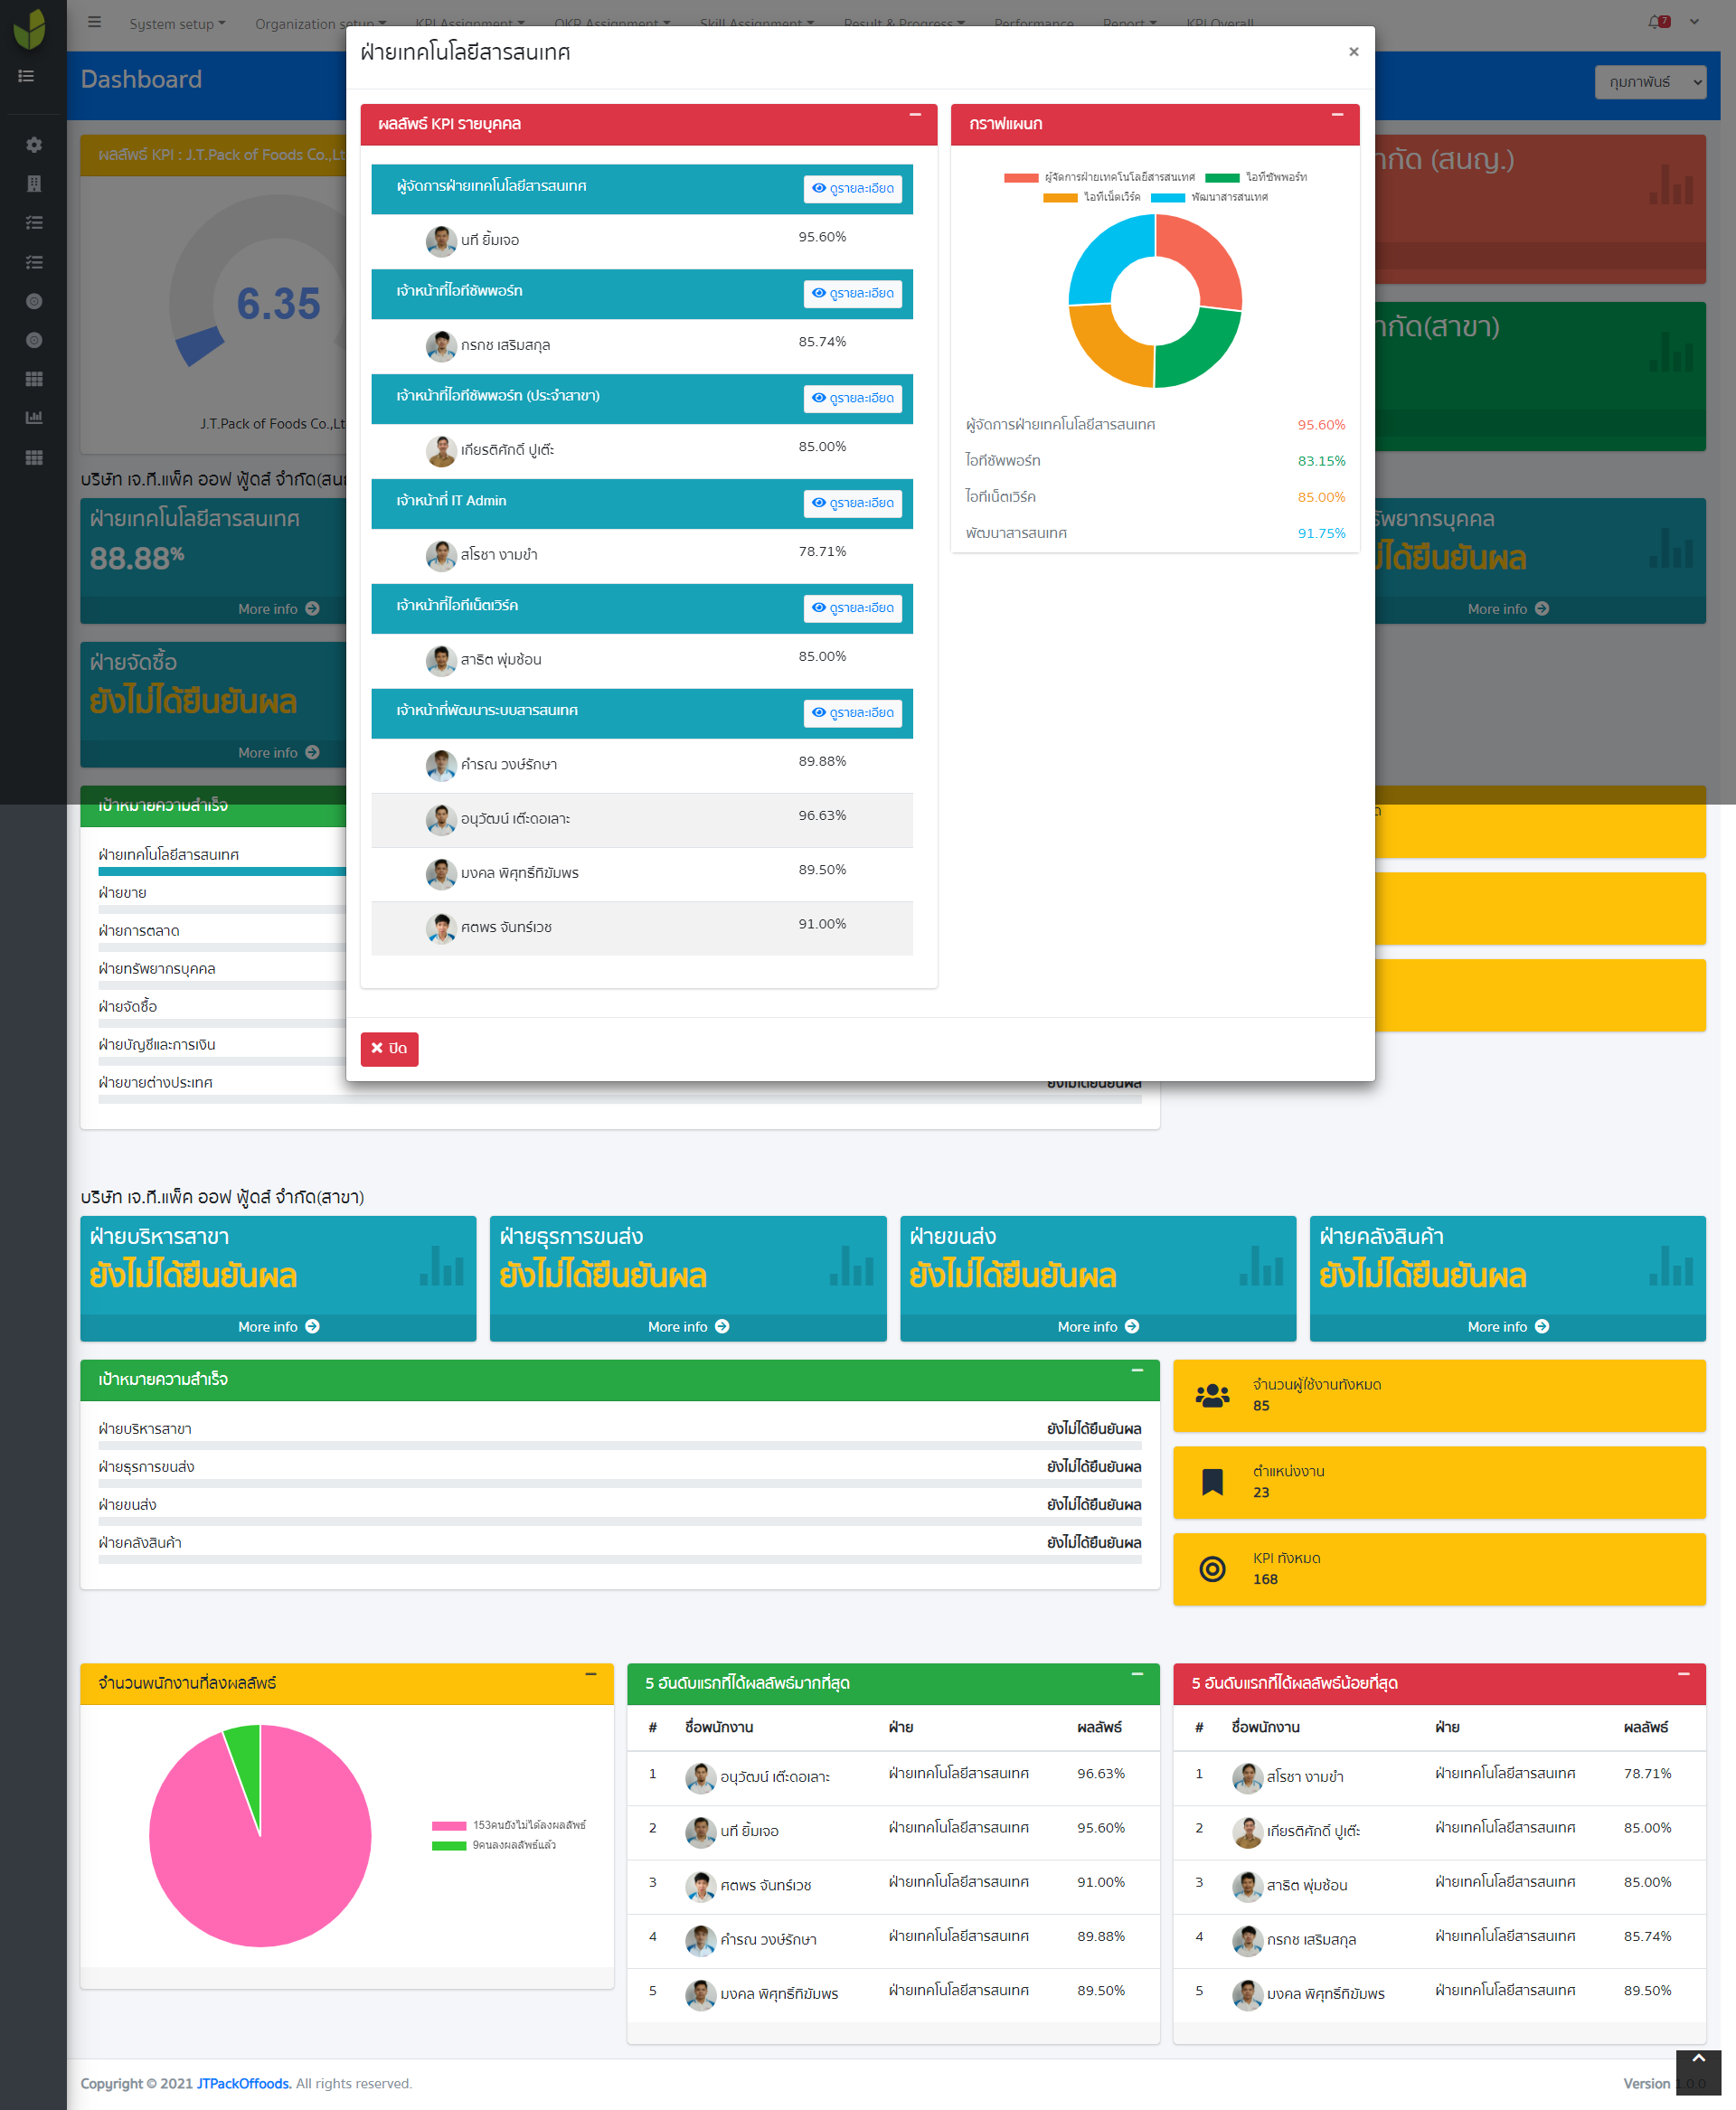 System setup
Organization setup
KPI Assignment
OKR Assignment
Skill Assignment
Result & Progress
Performance
Report
KPI Overall
7
Dashboard
กุมภาพันธ์
ฝ่ายเทคโนโลยีสารสนเทศ
×
ผลลัพธ์ KPI รายบุคคล
ผู้จัดการฝ่ายเทคโนโลยีสารสนเทศ
ดูรายละเอียด
นที ยิ้มเจอ
95.60%
เจ้าหน้าที่ไอทีซัพพอร์ท
ดูรายละเอียด
กรกช เสริมสกุล
85.74%
เจ้าหน้าที่ไอทีซัพพอร์ท (ประจำสาขา)
ดูรายละเอียด
เกียรติศักดิ์ ปูเต๊ะ
85.00%
เจ้าหน้าที่ IT Admin
ดูรายละเอียด
สโรชา งามขำ
78.71%
เจ้าหน้าที่ไอทีเน็ตเวิร์ค
ดูรายละเอียด
สาธิต พุ่มซ้อน
85.00%
เจ้าหน้าที่พัฒนาระบบสารสนเทศ
ดูรายละเอียด
คำรณ วงษ์รักษา
89.88%
อนุวัฒน์ เต๊ะดอเลาะ
96.63%
มงคล พิศุทธิ์ทิฆัมพร
89.50%
ศตพร จันทร์เวช
91.00%
กราฟแผนก
ผู้จัดการฝ่ายเทคโนโลยีสารสนเทศ
ไอทีซัพพอร์ท
ไอทีเน็ตเวิร์ค
พัฒนาสารสนเทศ
ผู้จัดการฝ่ายเทคโนโลยีสารสนเทศ 95.60%
ไอทีซัพพอร์ท 83.15%
ไอทีเน็ตเวิร์ค 85.00%
พัฒนาสารสนเทศ 91.75%
ปิด
ผลลัพธ์ KPI : J.T.Pack of Foods Co.,Lt
6.35
J.T.Pack of Foods Co.,Lt
ำกัด (สนญ.)
ำกัด(สาขา)
บริษัท เจ.ที.แพ็ค ออฟ ฟู้ดส์ จำกัด(สน
ฝ่ายเทคโนโลยีสารสนเทศ
88.88%
More info
รัพยากรบุคคล
ไม่ได้ยืนยันผล
More info
ฝ่ายจัดซื้อ
ยังไม่ได้ยืนยันผล
More info
เป้าหมายความสำเร็จ
ฝ่ายเทคโนโลยีสารสนเทศ
ฝ่ายขาย
ฝ่ายการตลาด
ฝ่ายทรัพยากรบุคคล
ฝ่ายจัดซื้อ
ฝ่ายบัญชีและการเงิน
ฝ่ายขายต่างประเทศ
ยังไม่ได้ยืนยันผล
บริษัท เจ.ที.แพ็ค ออฟ ฟู้ดส์ จำกัด(สาขา)
ฝ่ายบริหารสาขา
ยังไม่ได้ยืนยันผล
More info
ฝ่ายธุรการขนส่ง
ยังไม่ได้ยืนยันผล
More info
ฝ่ายขนส่ง
ยังไม่ได้ยืนยันผล
More info
ฝ่ายคลังสินค้า
ยังไม่ได้ยืนยันผล
More info
เป้าหมายความสำเร็จ
ฝ่ายบริหารสาขา ยังไม่ได้ยืนยันผล
ฝ่ายธุรการขนส่ง ยังไม่ได้ยืนยันผล
ฝ่ายขนส่ง ยังไม่ได้ยืนยันผล
ฝ่ายคลังสินค้า ยังไม่ได้ยืนยันผล
จำนวนผู้ใช้งานทั้งหมด
85
ตำแหน่งงาน
23
KPI ทั้งหมด
168
จำนวนพนักงานที่ลงผลลัพธ์
153คนยังไม่ได้ลงผลลัพธ์
9คนลงผลลัพธ์แล้ว
5 อันดับแรกที่ได้ผลลัพธ์มากที่สุด
# ชื่อพนักงาน ฝ่าย ผลลัพธ์
1 อนุวัฒน์ เต๊ะดอเลาะ ฝ่ายเทคโนโลยีสารสนเทศ 96.63%
2 นที ยิ้มเจอ ฝ่ายเทคโนโลยีสารสนเทศ 95.60%
3 ศตพร จันทร์เวช ฝ่ายเทคโนโลยีสารสนเทศ 91.00%
4 คำรณ วงษ์รักษา ฝ่ายเทคโนโลยีสารสนเทศ 89.88%
5 มงคล พิศุทธิ์ทิฆัมพร ฝ่ายเทคโนโลยีสารสนเทศ 89.50%
5 อันดับแรกที่ได้ผลลัพธ์น้อยที่สุด
# ชื่อพนักงาน ฝ่าย ผลลัพธ์
1 สโรชา งามขำ ฝ่ายเทคโนโลยีสารสนเทศ 78.71%
2 เกียรติศักดิ์ ปูเต๊ะ ฝ่ายเทคโนโลยีสารสนเทศ 85.00%
3 สาธิต พุ่มซ้อน ฝ่ายเทคโนโลยีสารสนเทศ 85.00%
4 กรกช เสริมสกุล ฝ่ายเทคโนโลยีสารสนเทศ 85.74%
5 มงคล พิศุทธิ์ทิฆัมพร ฝ่ายเทคโนโลยีสารสนเทศ 89.50%
Copyright © 2021 JTPackOffoods. All rights reserved.
Version 1.0.0